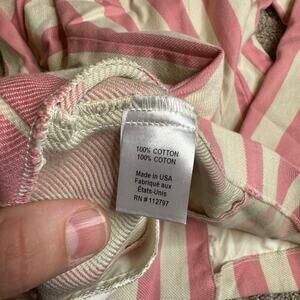 100% COTTON
100% COTON
Made in USA
Fabriqué aux
États-Unis
RN # 112797